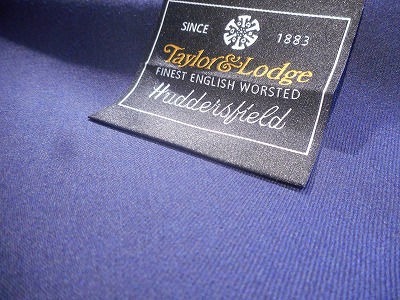 SINCE 1883
Taylor & Lodge
FINEST ENGLISH WORSTED
Huddersfield